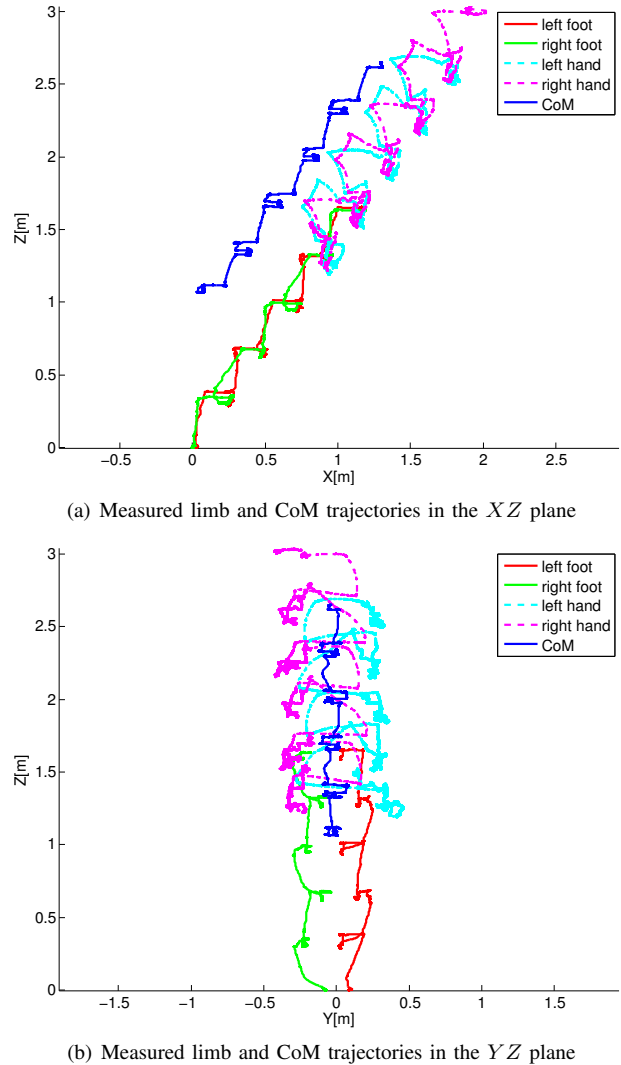 3
2.5
2
1.5
1
0.5
0
Z[m]
−0.5 0 0.5 1 1.5 2 2.5
X[m]
left foot
right foot
left hand
right hand
CoM
(a) Measured limb and CoM trajectories in the XZ plane
3
2.5
2
1.5
1
0.5
0
Z[m]
−1.5 −1 −0.5 0 0.5 1 1.5
Y[m]
left foot
right foot
left hand
right hand
CoM
(b) Measured limb and CoM trajectories in the YZ plane